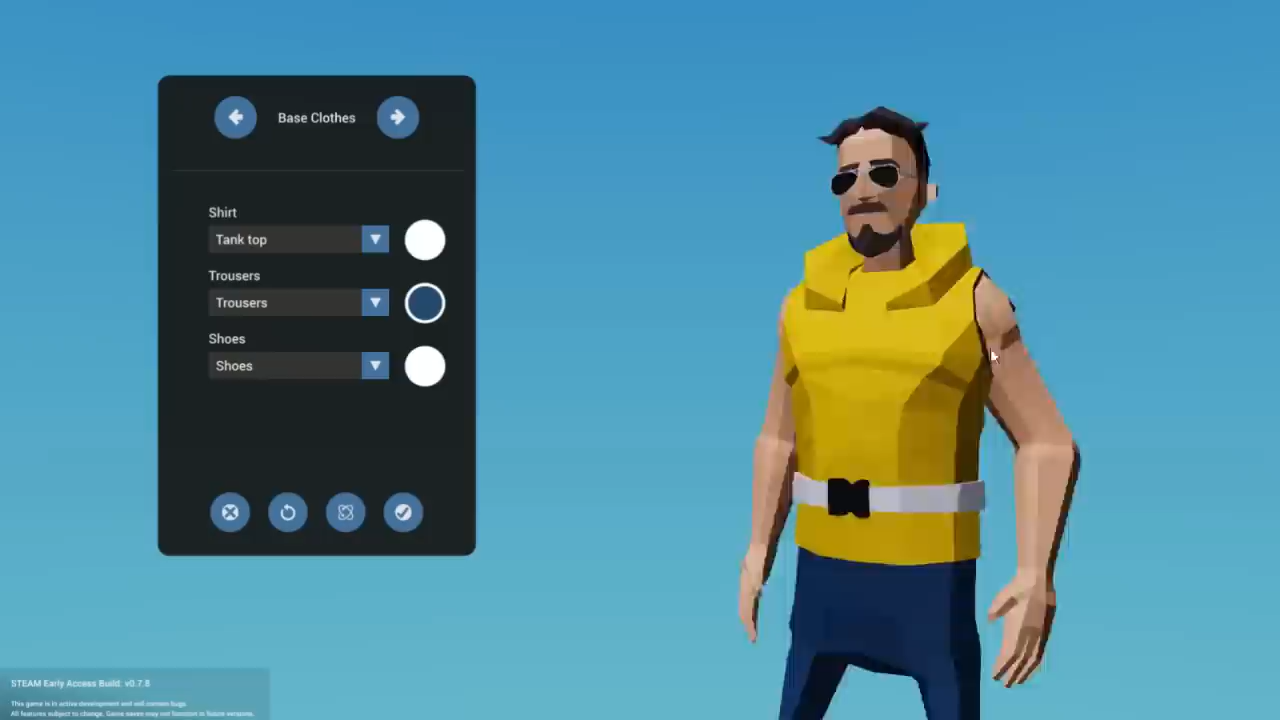 Base Clothes
Shirt
Tank top
Trousers
Trousers
Shoes
Shoes
STEAM Early Access Build: v0.7.8
This game is in active development and will contain bugs.
All features subject to change. Game saves may not function in future versions.